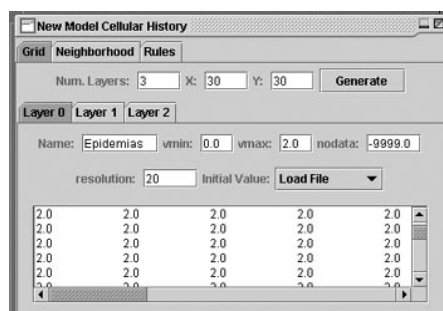 New Model Cellular History
Grid Neighborhood Rules
Num. Layers: 3 X: 30 Y: 30 Generate
Layer 0 Layer 1 Layer 2
Name: Epidemias vmin: 0.0 vmax: 2.0 nodata: -9999.0
resolution: 20 Initial Value: Load File
2.0 2.0 2.0 2.0 2.0
2.0 2.0 2.0 2.0 2.0
2.0 2.0 2.0 2.0 2.0
2.0 2.0 2.0 2.0 2.0
2.0 2.0 2.0 2.0 2.0
2.0 2.0 2.0 2.0 2.0